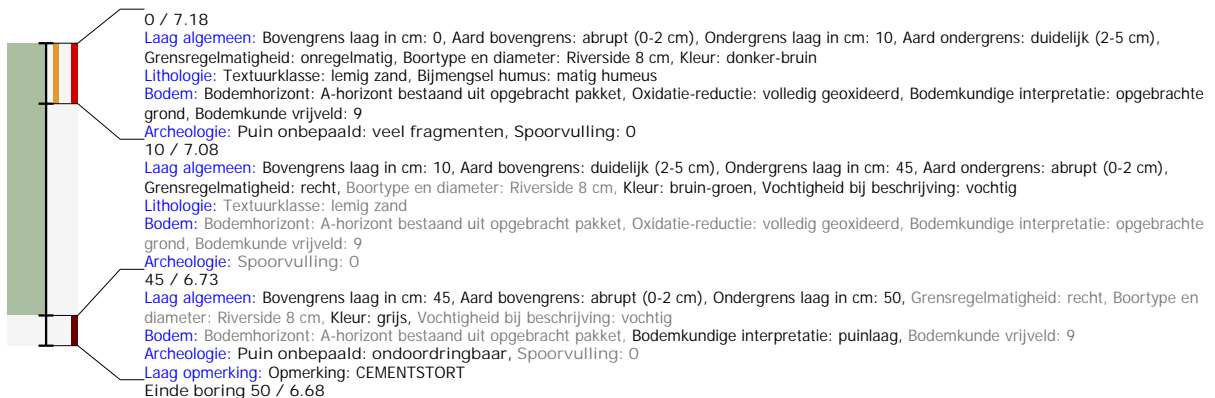 0 / 7.18
Laag algemeen: Bovengrens laag in cm: 0, Aard bovengrens: abrupt (0-2 cm), Ondergrens laag in cm: 10, Aard ondergrens: duidelijk (2-5 cm),
Grensregelmatigheid: onregelmatig, Boortype en diameter: Riverside 8 cm, Kleur: donker-bruin
Lithologie: Textuurklasse: lemig zand, Bijmengsel humus: matig humeus
Bodem: Bodemhorizont: A-horizont bestaand uit opgebracht pakket, Oxidatie-reductie: volledig geoxideerd, Bodemkundige interpretatie: opgebrachte
grond, Bodemkunde vrijveld: 9
Archeologie: Puin onbepaald: veel fragmenten, Spoorvulling: 0
10 / 7.08
Laag algemeen: Bovengrens laag in cm: 10, Aard bovengrens: duidelijk (2-5 cm), Ondergrens laag in cm: 45, Aard ondergrens: abrupt (0-2 cm),
Grensregelmatigheid: recht, Boortype en diameter: Riverside 8 cm, Kleur: bruin-groen, Vochtigheid bij beschrijving: vochtig
Lithologie: Textuurklasse: lemig zand
Bodem: Bodemhorizont: A-horizont bestaand uit opgebracht pakket, Oxidatie-reductie: volledig geoxideerd, Bodemkundige interpretatie: opgebrachte
grond, Bodemkunde vrijveld: 9
Archeologie: Spoorvulling: 0
45 / 6.73
Laag algemeen: Bovengrens laag in cm: 45, Aard bovengrens: abrupt (0-2 cm), Ondergrens laag in cm: 50, Grensregelmatigheid: recht, Boortype en
diameter: Riverside 8 cm, Kleur: grijs, Vochtigheid bij beschrijving: vochtig
Bodem: Bodemhorizont: A-horizont bestaand uit opgebracht pakket, Bodemkundige interpretatie: puinlaag, Bodemkunde vrijveld: 9
Archeologie: Puin onbepaald: ondoordringbaar, Spoorvulling: 0
Laag opmerking: Opmerking: CEMENTSTORT
Einde boring 50 / 6.68